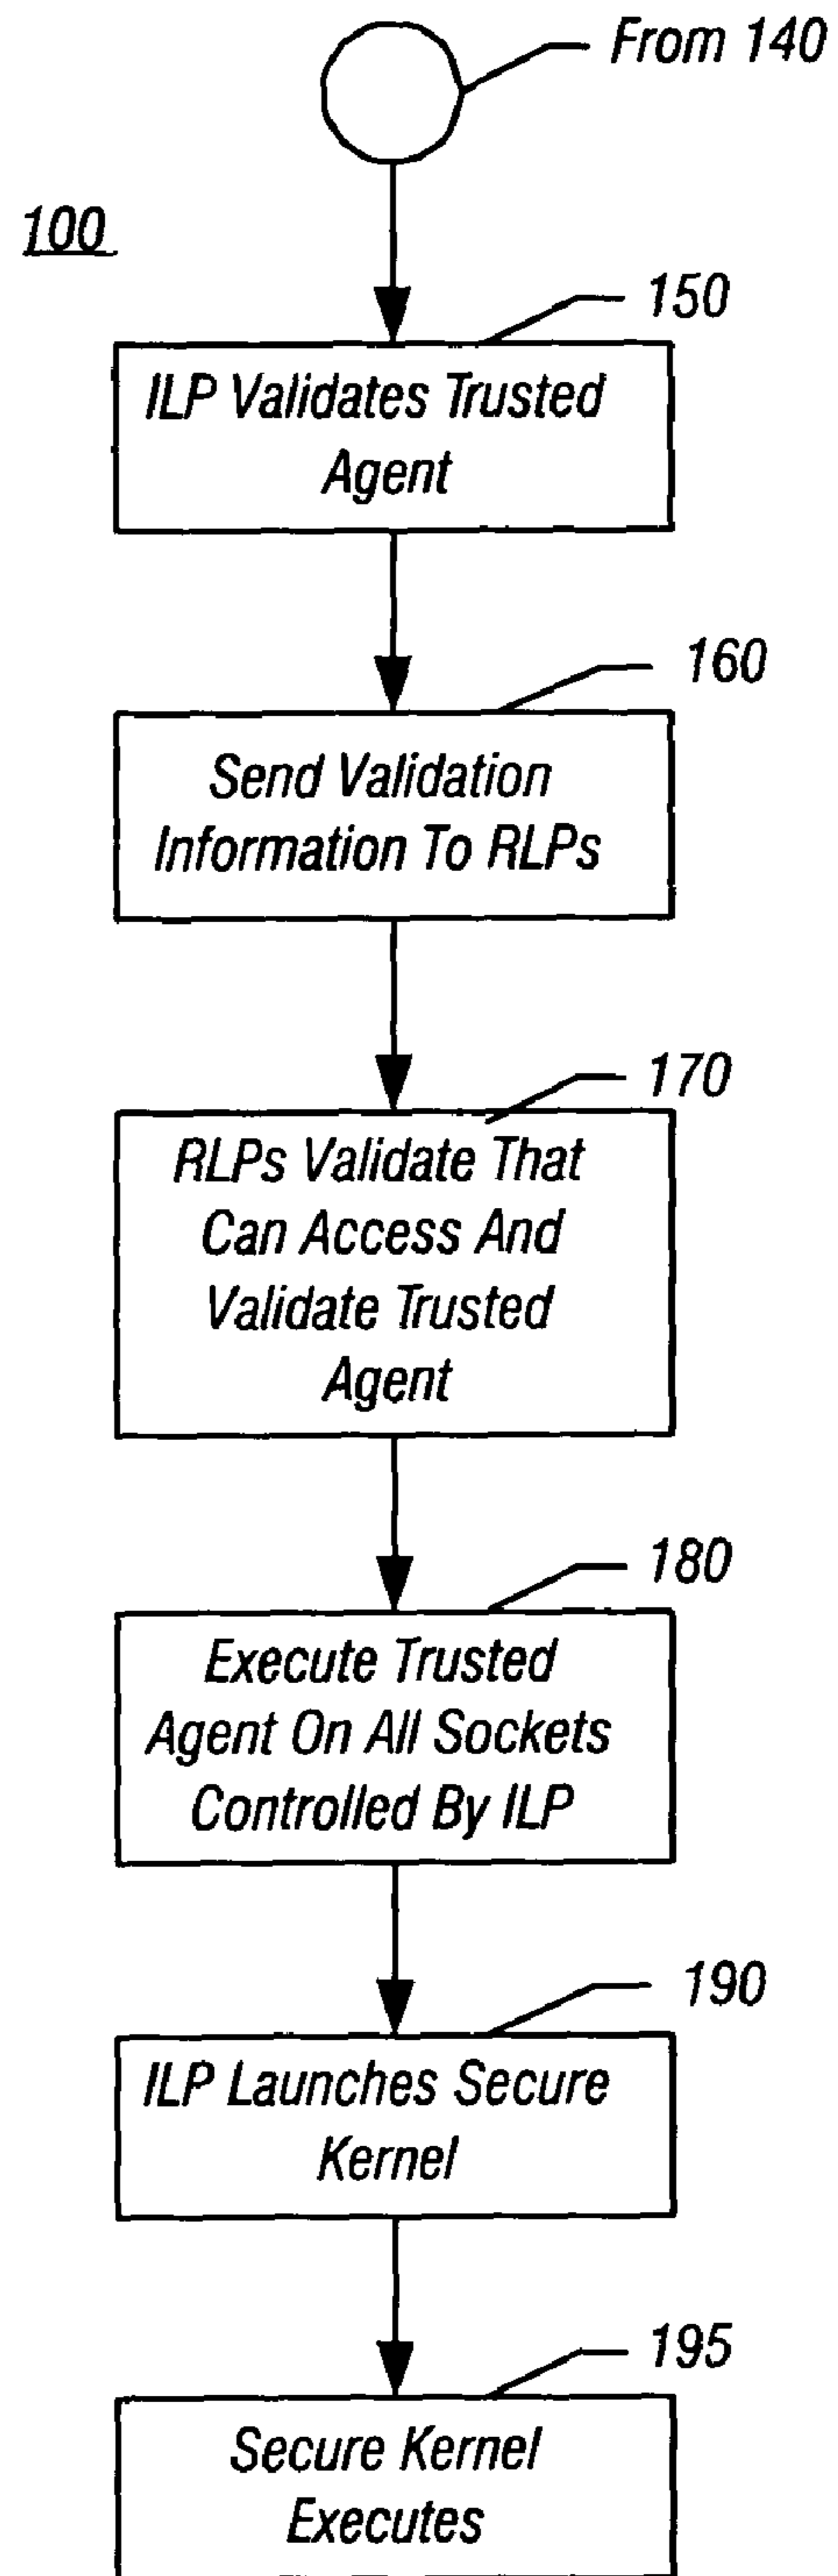 From 140
100
150
ILP Validates Trusted
Agent
160
Send Validation
Information To RLPs
170
RLPs Validate That
Can Access And
Validate Trusted
Agent
180
Execute Trusted
Agent On All Sockets
Controlled By ILP
190
ILP Launches Secure
Kernel
195
Secure Kernel
Executes